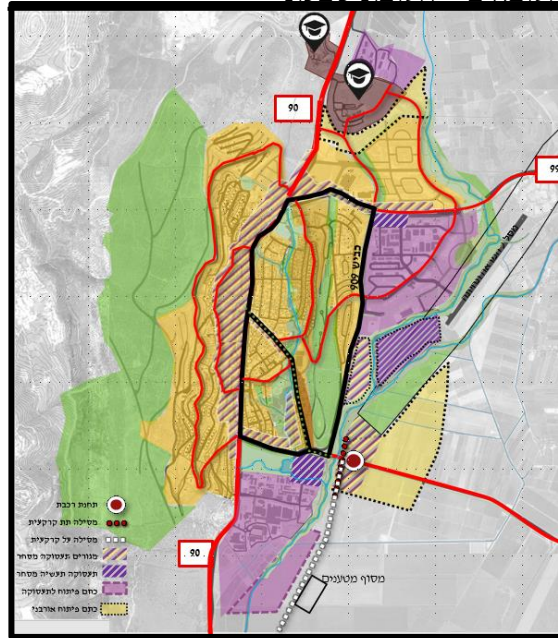 90
99
כביש 909
90
תחנת רכבת
מסילה תת קרקעית
מסילה על קרקעית
מגורים תעסוקה מסחר
תעסוקה תעשיה מסחר
כתם פיתוח לתעסוקה
כתם פיתוח אורבני
מסוף מטענים